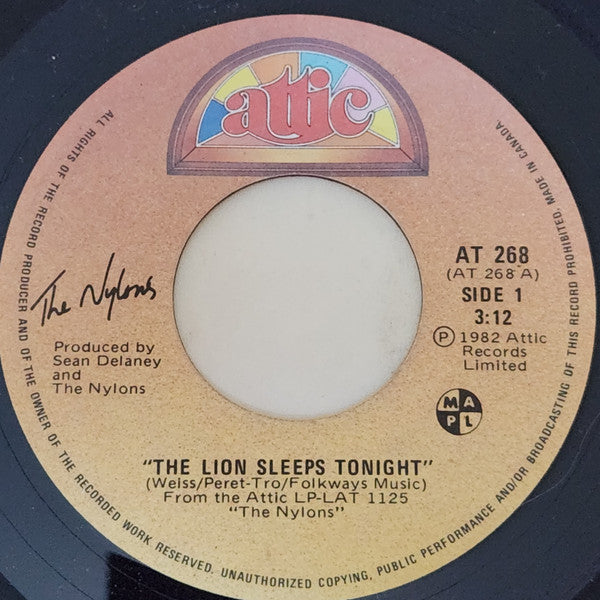 attic
AT 268
(AT 268 A)
SIDE 1
3:12
Ⓟ 1982 Attic
Records
Limited
The Nylons
Produced by
Sean Delaney
and
The Nylons
M A
P L
"THE LION SLEEPS TONIGHT"
(Weiss/Peret-Tro/Folkways Music)
From the Attic LP-LAT 1125
"The Nylons"
ALL RIGHTS OF THE RECORD PRODUCER AND OF THE OWNER OF THE RECORDED WORK RESERVED. UNAUTHORIZED COPYING, PUBLIC PERFORMANCE AND/OR BROADCASTING OF THIS RECORD PROHIBITED. MADE IN CANADA.